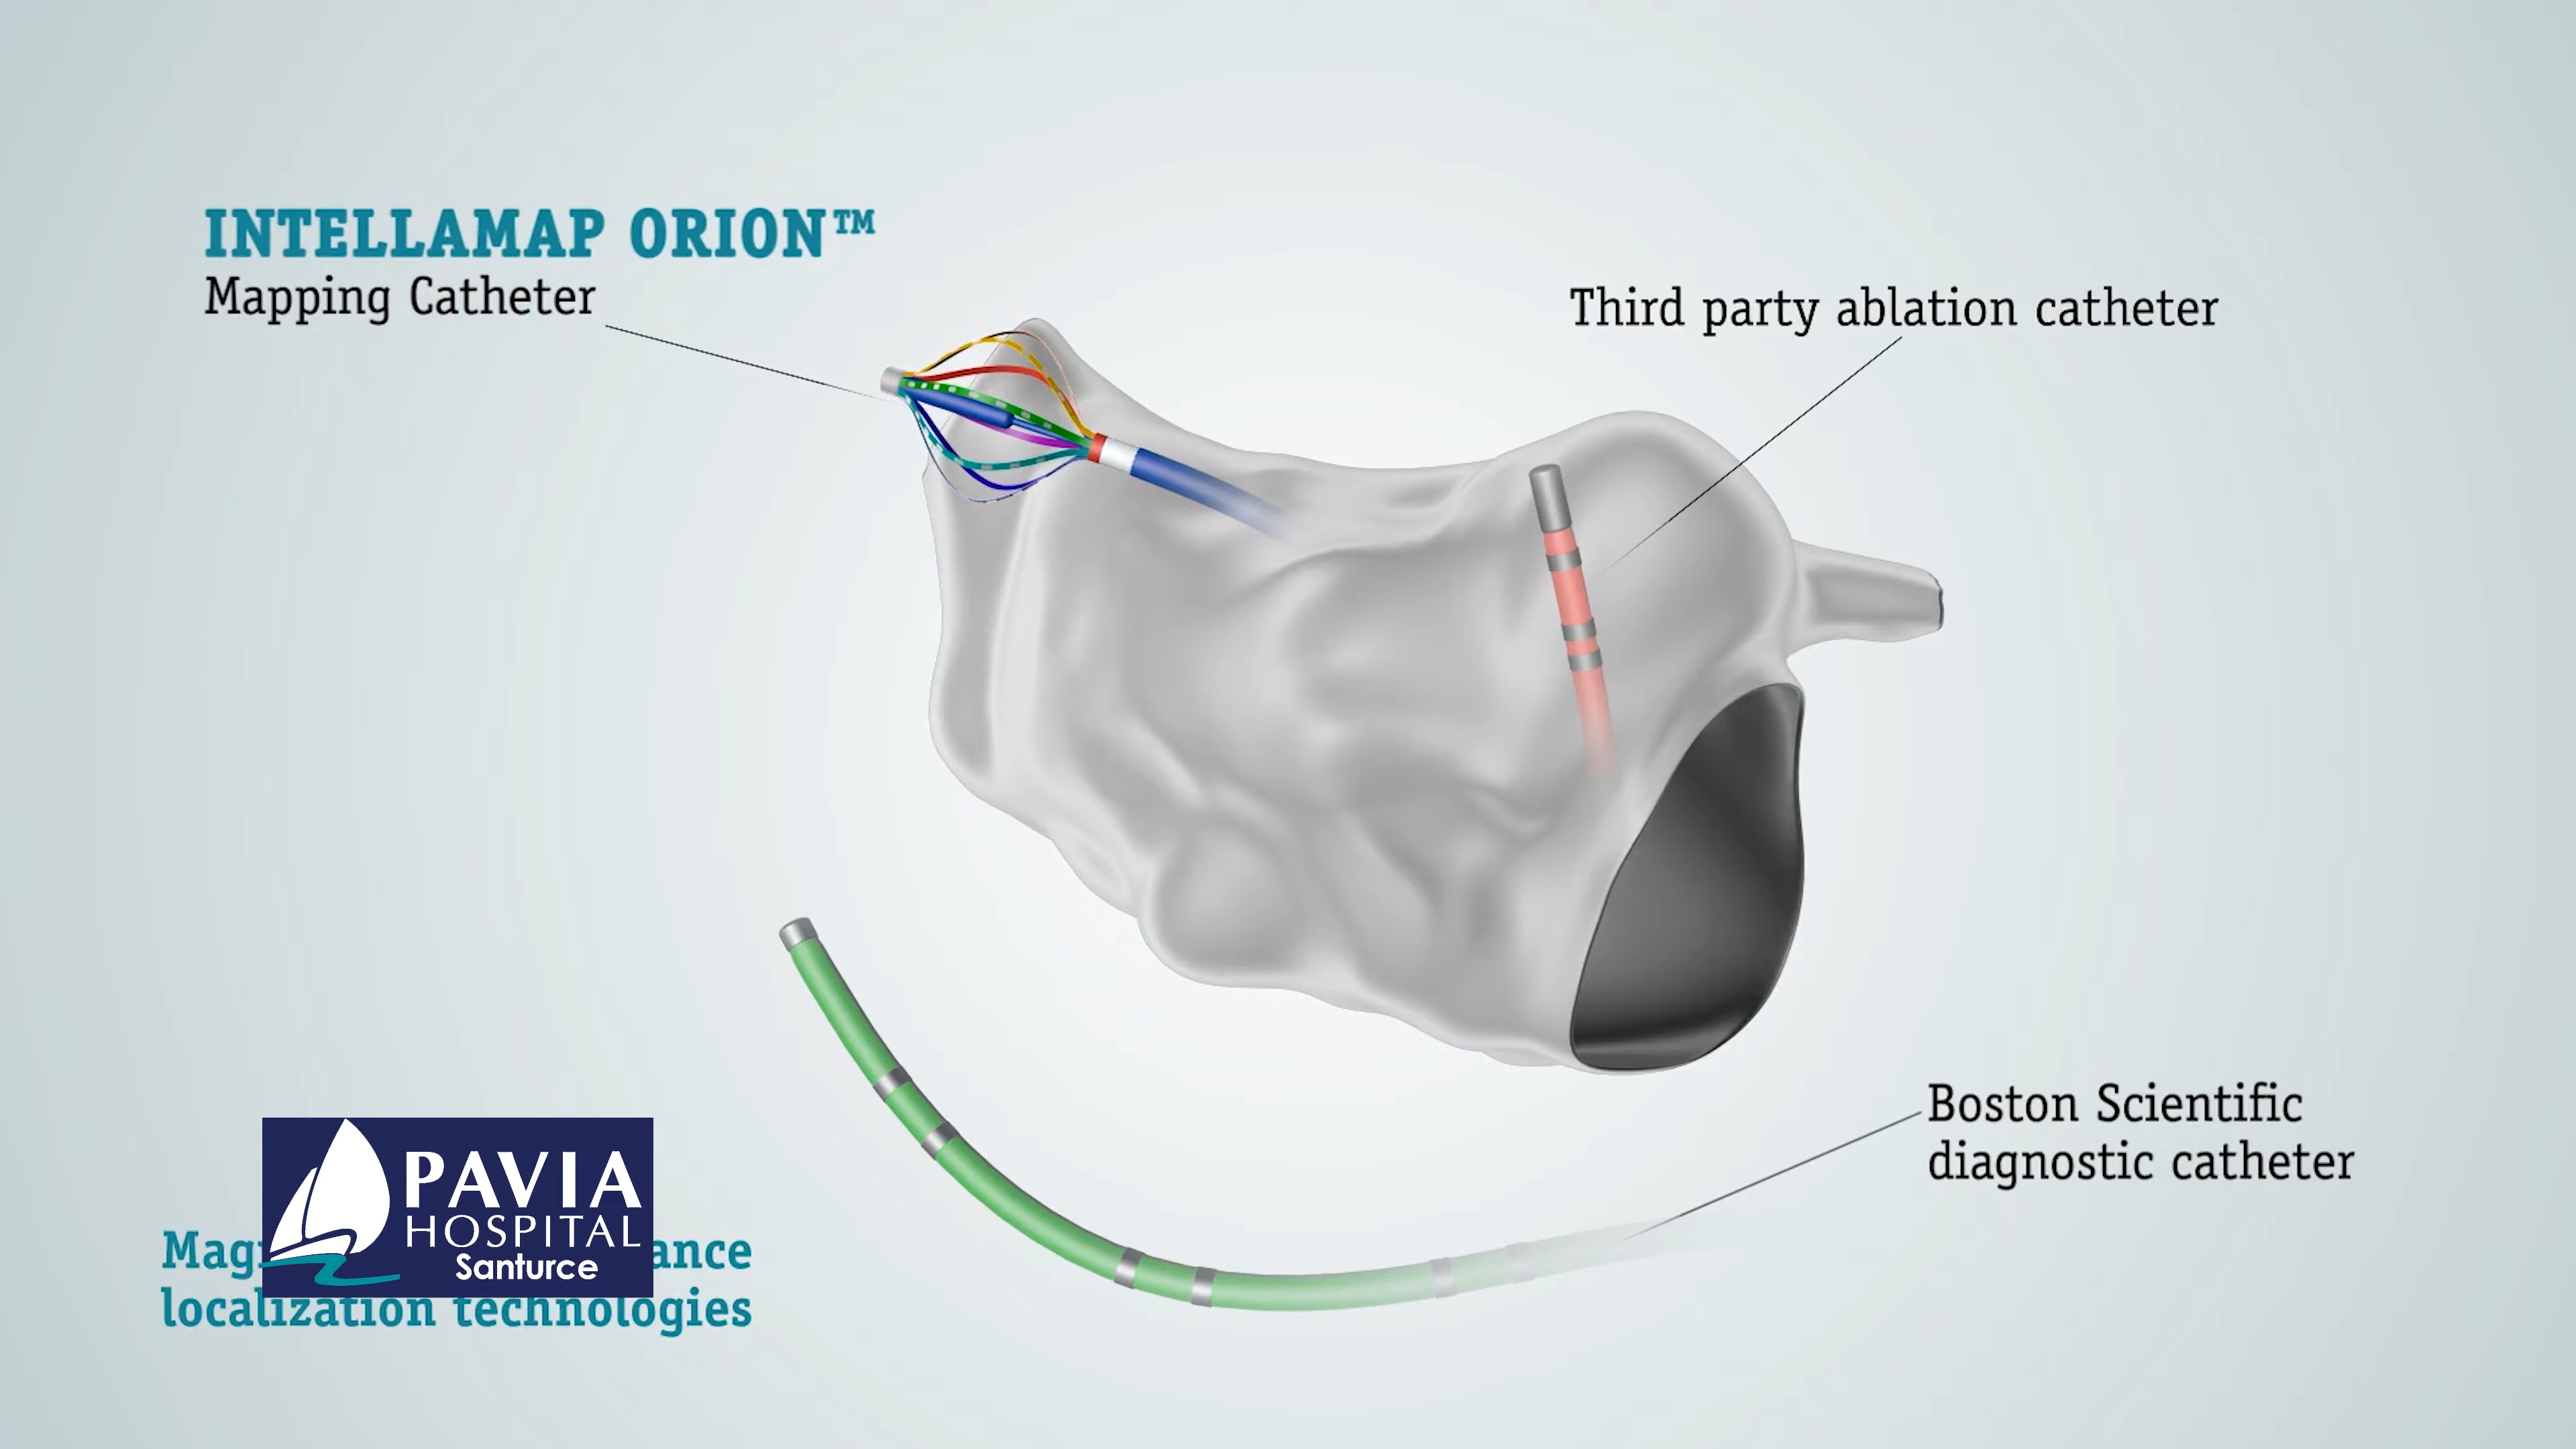 INTELLAMAP ORION™
Mapping Catheter
Third party ablation catheter
Boston Scientific
diagnostic catheter
PAVIA
HOSPITAL
Santurce
localization technologies